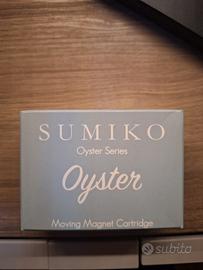 SUMIKO
Oyster Series
Oyster
Moving Magnet Cartridge
subito